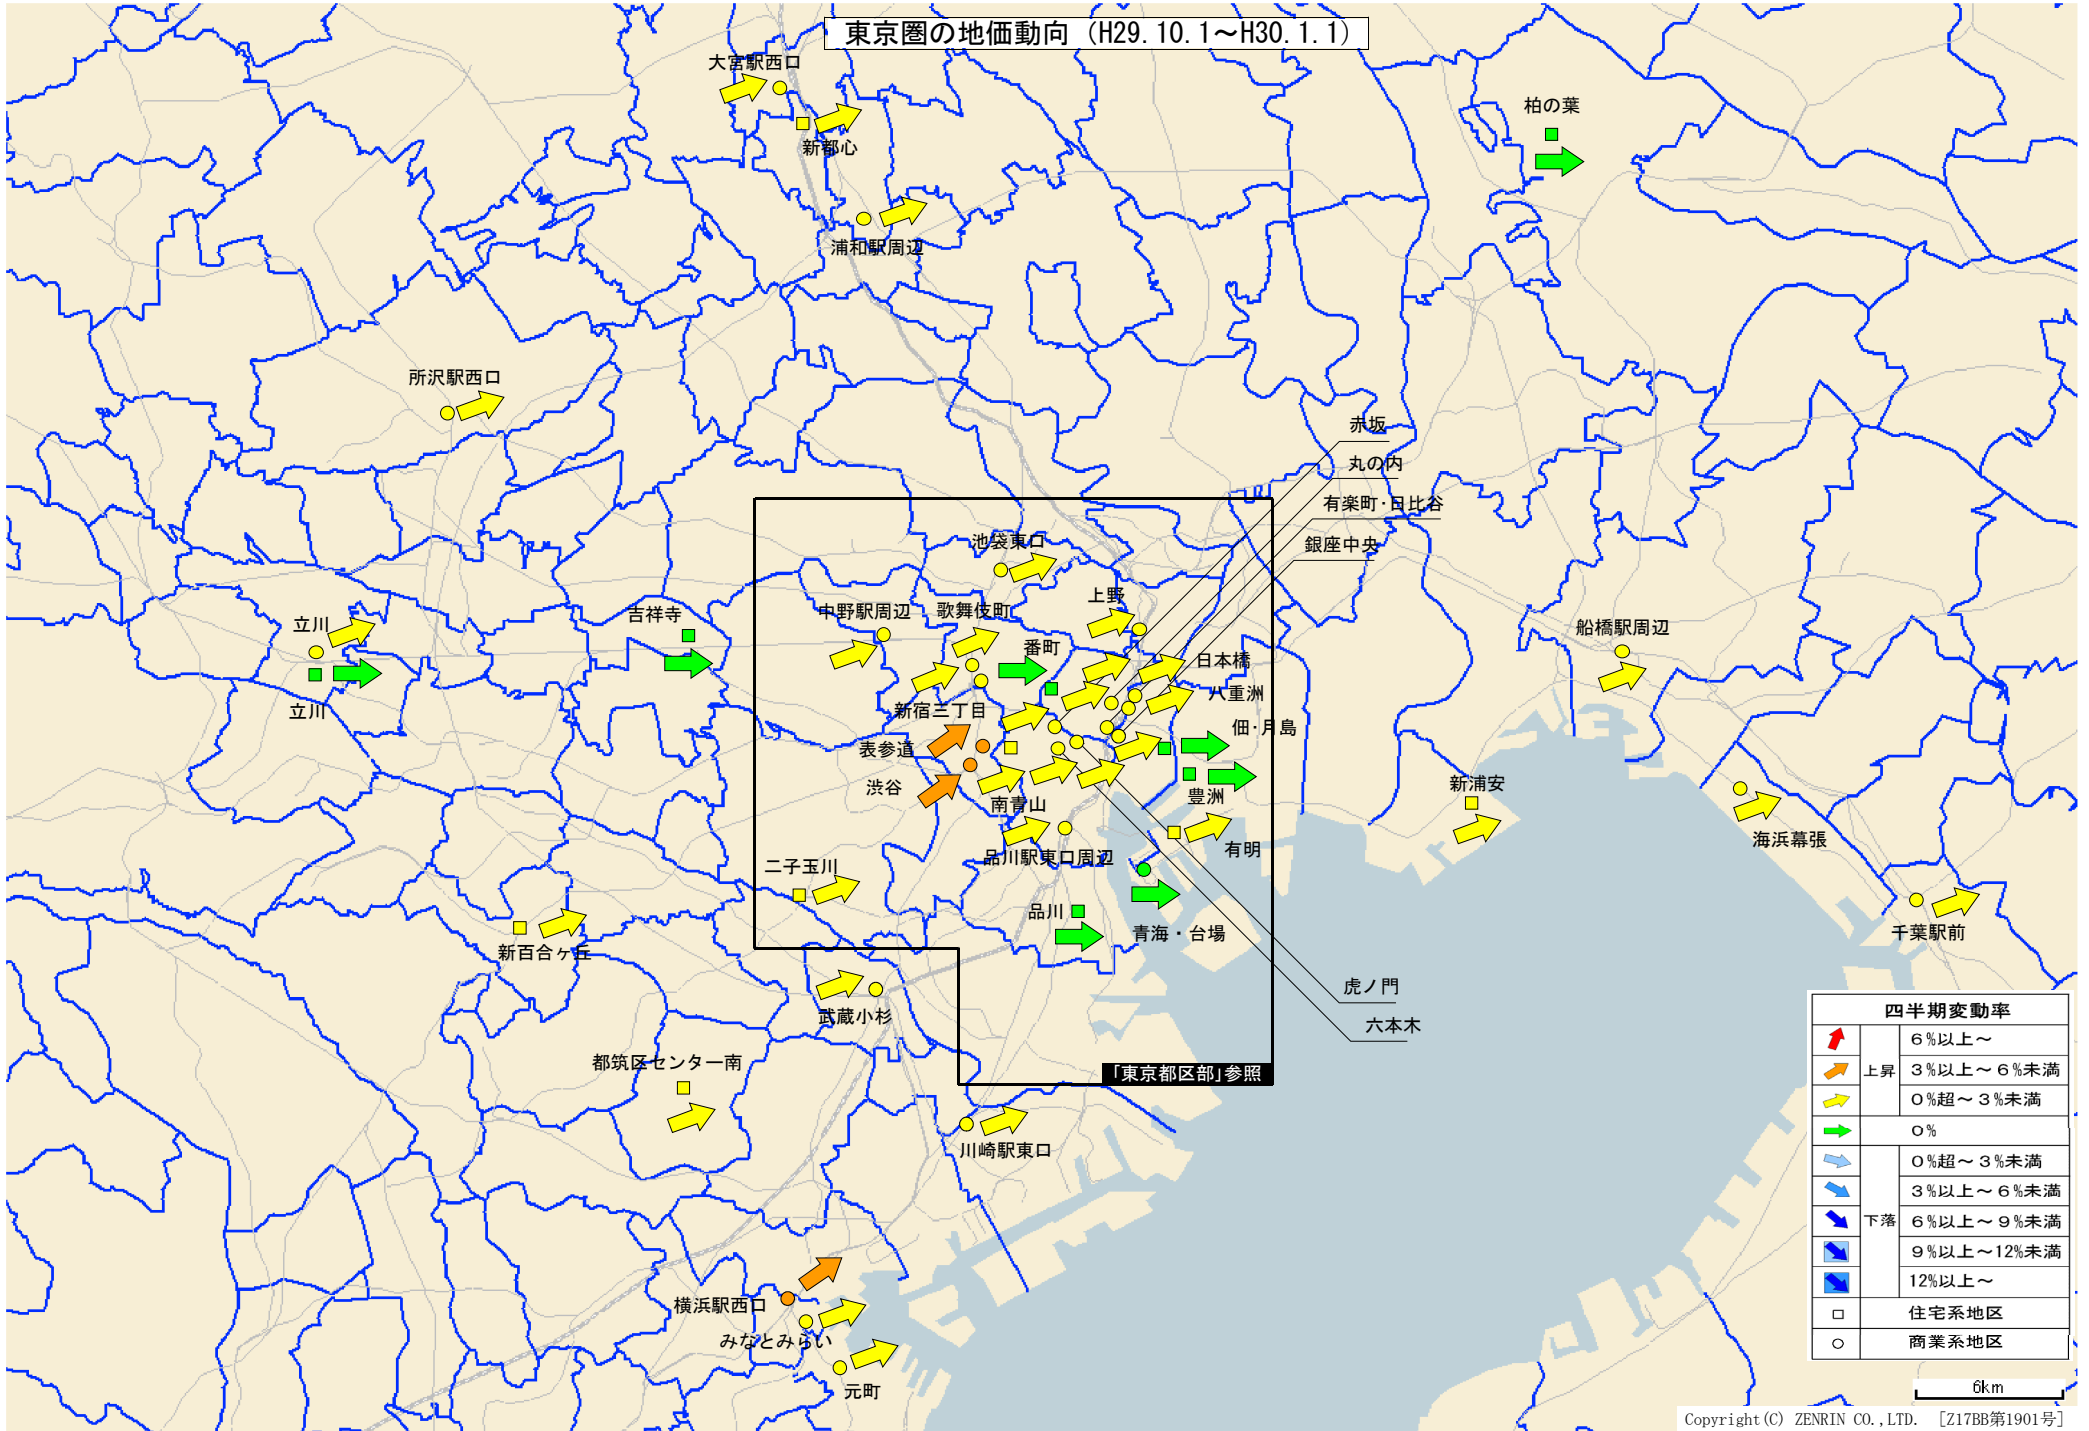 東京圏の地価動向（H29.10.1～H30.1.1）
大宮駅西口
新都心
柏の葉
浦和駅周辺
所沢駅西口
赤坂
丸の内
有楽町･日比谷
銀座中央
池袋東口
上野
中野駅周辺
歌舞伎町
吉祥寺
立川
立川
番町
日本橋
八重洲
船橋駅周辺
新宿三丁目
佃･月島
表参道
渋谷
南青山
豊洲
新浦安
海浜幕張
品川駅東口周辺
有明
二子玉川
品川
青海・台場
千葉駅前
新百合ヶ丘
虎ノ門
六本木
武蔵小杉
都筑区センター南
｢東京都区部｣参照
川崎駅東口
横浜駅西口
みなとみらい
元町
四半期変動率
上昇
６%以上～
３%以上～６%未満
０%超～３%未満
０%
下落
０%超～３%未満
３%以上～６%未満
６%以上～９%未満
９%以上～12%未満
12%以上～
住宅系地区
商業系地区
6km
Copyright(C) ZENRIN CO.,LTD. ［Z17BB第1901号］